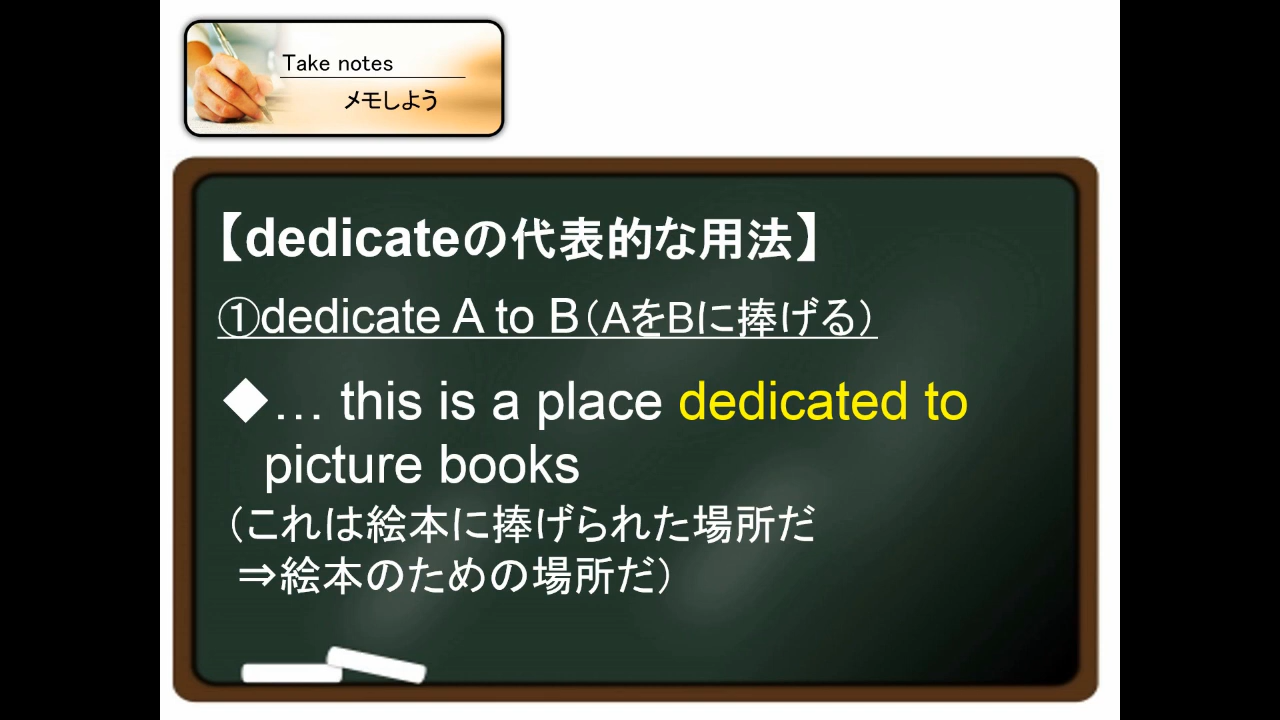 Take notes
メモしよう
【dedicateの代表的な用法】
①dedicate A to B（AをBに捧げる）
◆… this is a place dedicated to
picture books
（これは絵本に捧げられた場所だ
⇒絵本のための場所だ）